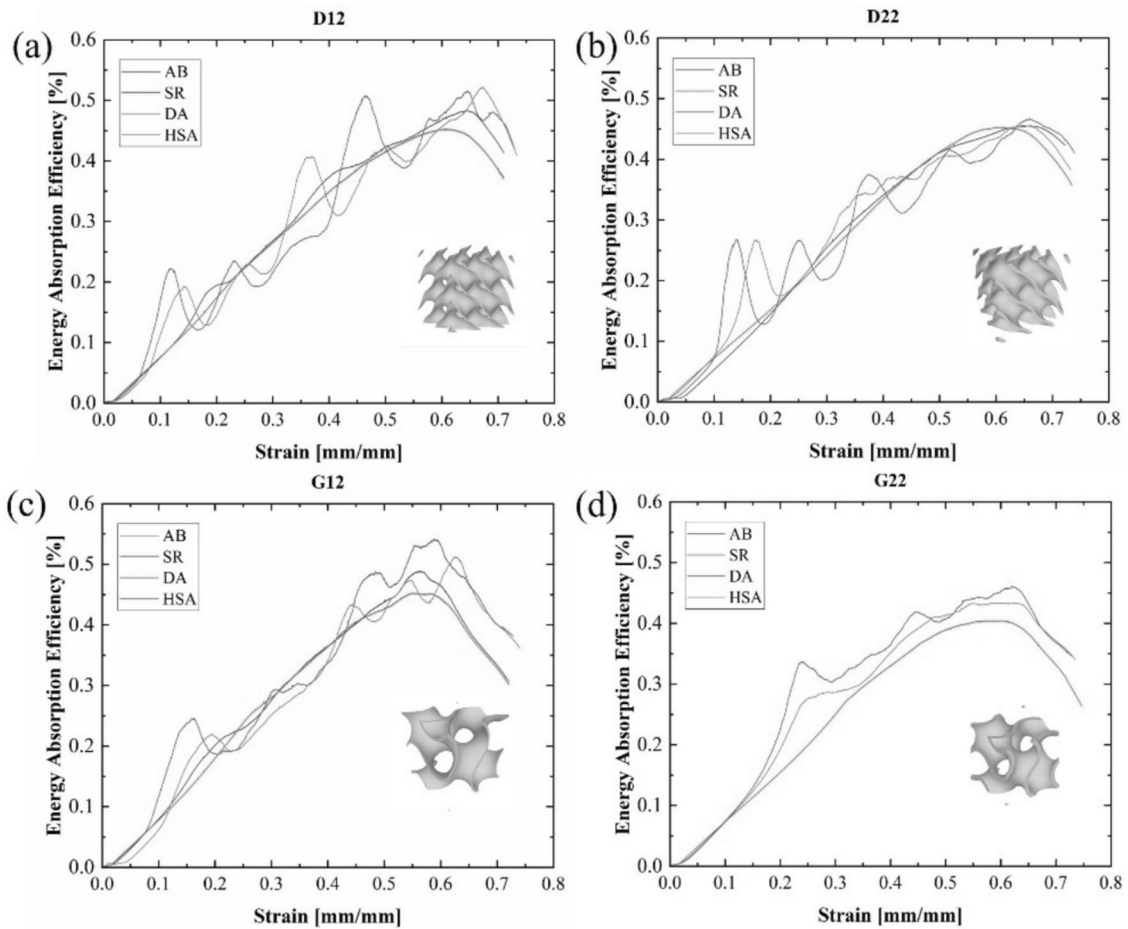 D12
(a)
Energy Absorption Efficiency [%]
0.6
0.5
0.4
0.3
0.2
0.1
0.0
AB
SR
DA
HSA
0.0 0.1 0.2 0.3 0.4 0.5 0.6 0.7 0.8
Strain [mm/mm]
D22
(b)
Energy Absorption Efficiency [%]
0.6
0.5
0.4
0.3
0.2
0.1
0.0
AB
SR
DA
HSA
0.0 0.1 0.2 0.3 0.4 0.5 0.6 0.7 0.8
Strain [mm/mm]
G12
(c)
Energy Absorption Efficiency [%]
0.6
0.5
0.4
0.3
0.2
0.1
0.0
AB
SR
DA
HSA
0.0 0.1 0.2 0.3 0.4 0.5 0.6 0.7 0.8
Strain [mm/mm]
G22
(d)
Energy Absorption Efficiency [%]
0.6
0.5
0.4
0.3
0.2
0.1
0.0
AB
SR
DA
HSA
0.0 0.1 0.2 0.3 0.4 0.5 0.6 0.7 0.8
Strain [mm/mm]